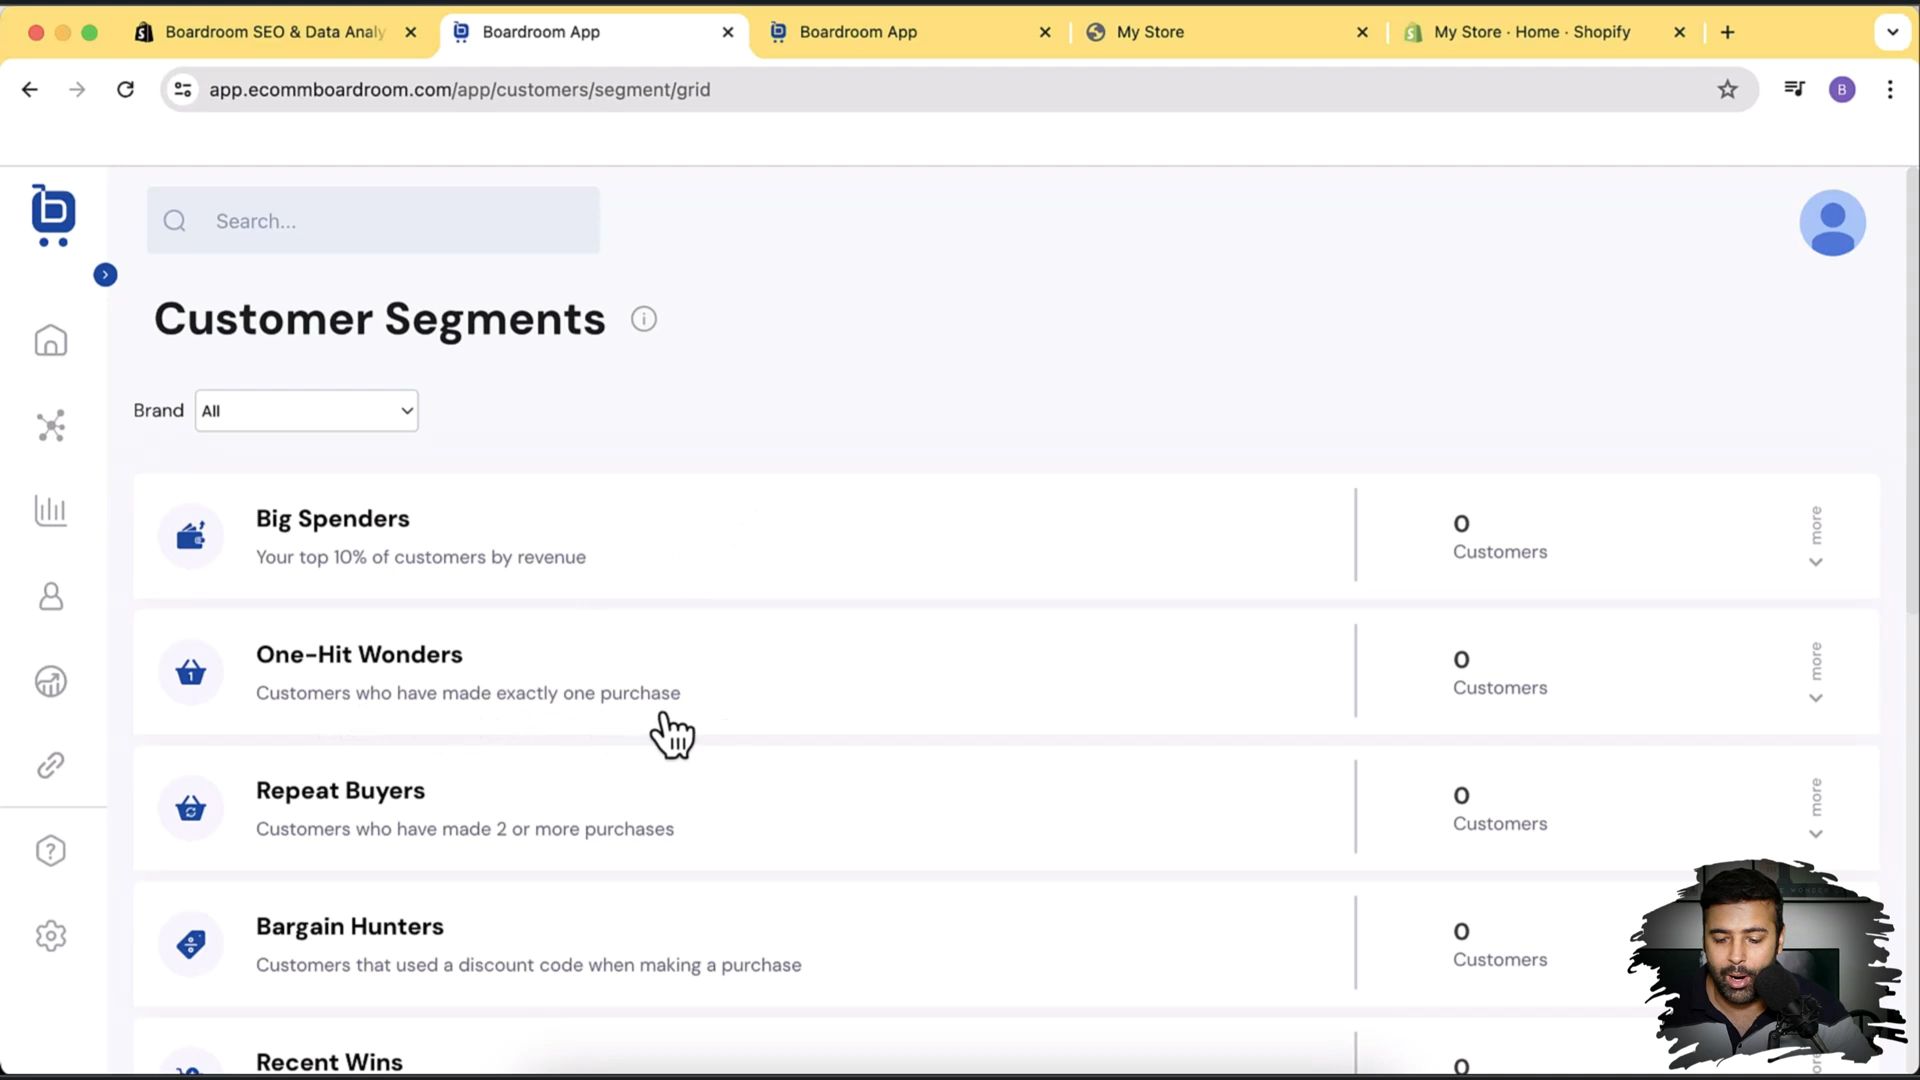 Boardroom SEO & Data Analy
Boardroom App
Boardroom App
My Store
My Store · Home · Shopify
app.ecommboardroom.com/app/customers/segment/grid
B
b
Search...
Customer Segments
Brand
All
Big Spenders
Your top 10% of customers by revenue
0
Customers
more
1
One-Hit Wonders
Customers who have made exactly one purchase
0
Customers
more
Repeat Buyers
Customers who have made 2 or more purchases
0
Customers
more
Bargain Hunters
Customers that used a discount code when making a purchase
0
Customers
Recent Wins
0